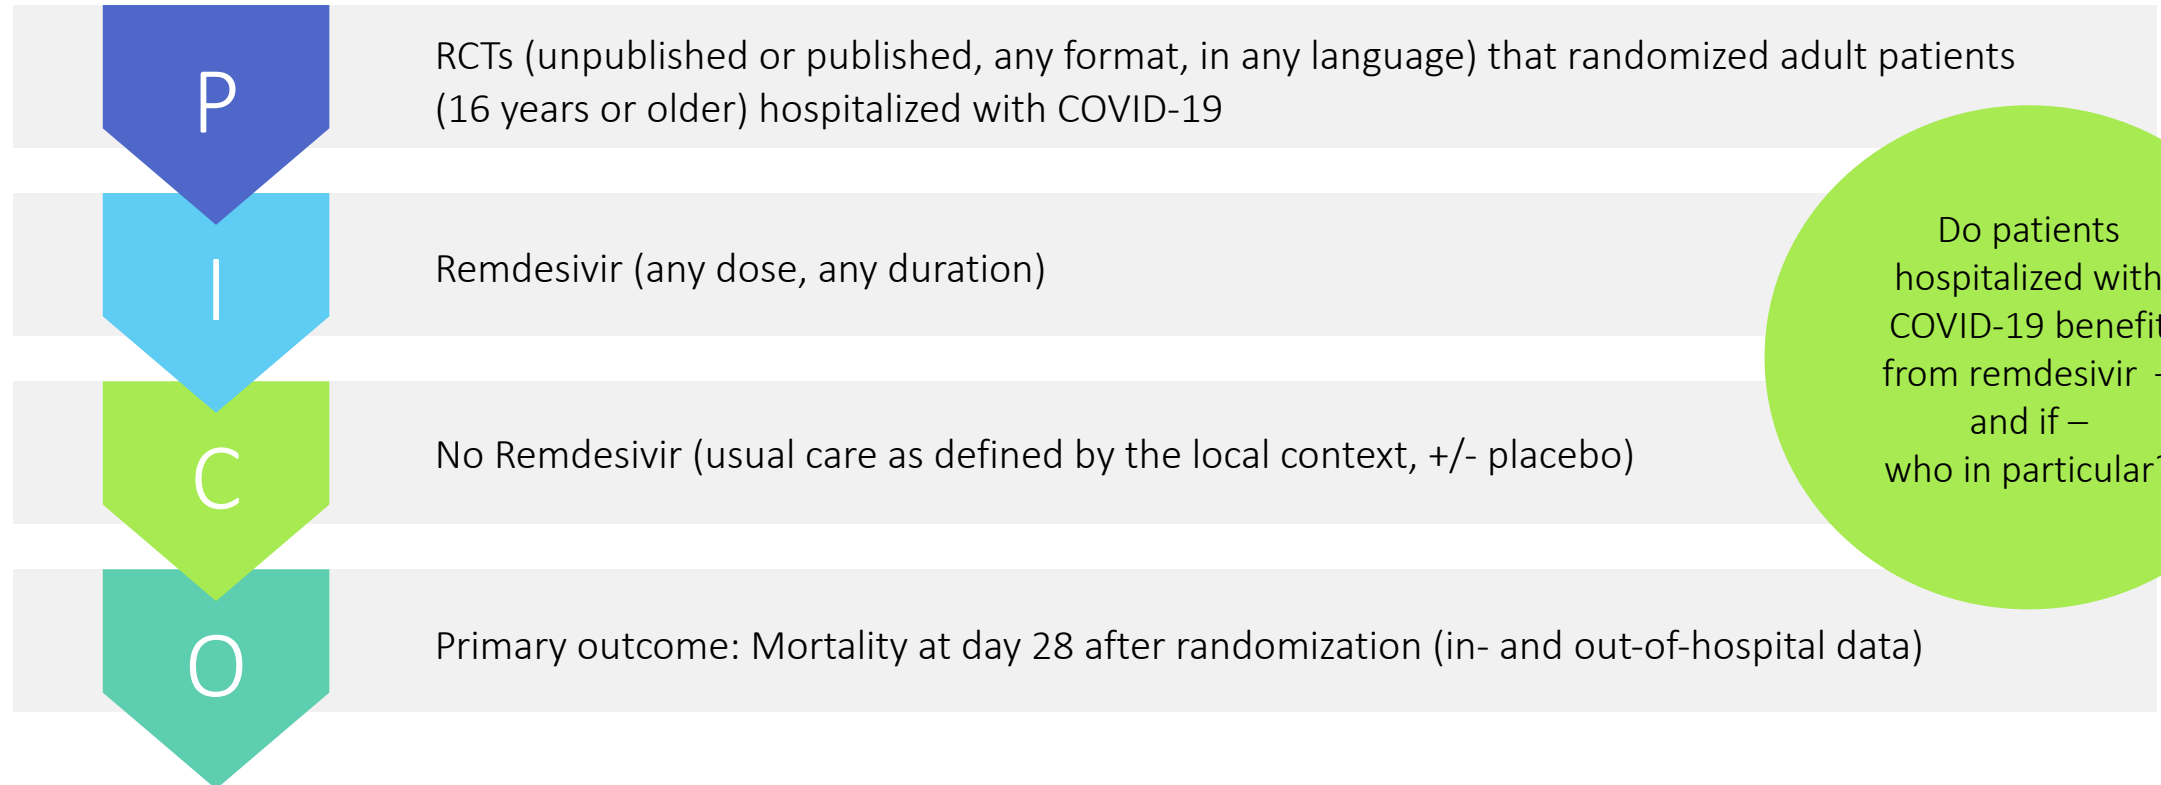 P
RCTs (unpublished or published, any format, in any language) that randomized adult patients
(16 years or older) hospitalized with COVID-19
I
Remdesivir (any dose, any duration)
C
No Remdesivir (usual care as defined by the local context, +/- placebo)
O
Primary outcome: Mortality at day 28 after randomization (in- and out-of-hospital data)
Do patients
hospitalized with
COVID-19 benefit
from remdesivir -
and if –
who in particular?